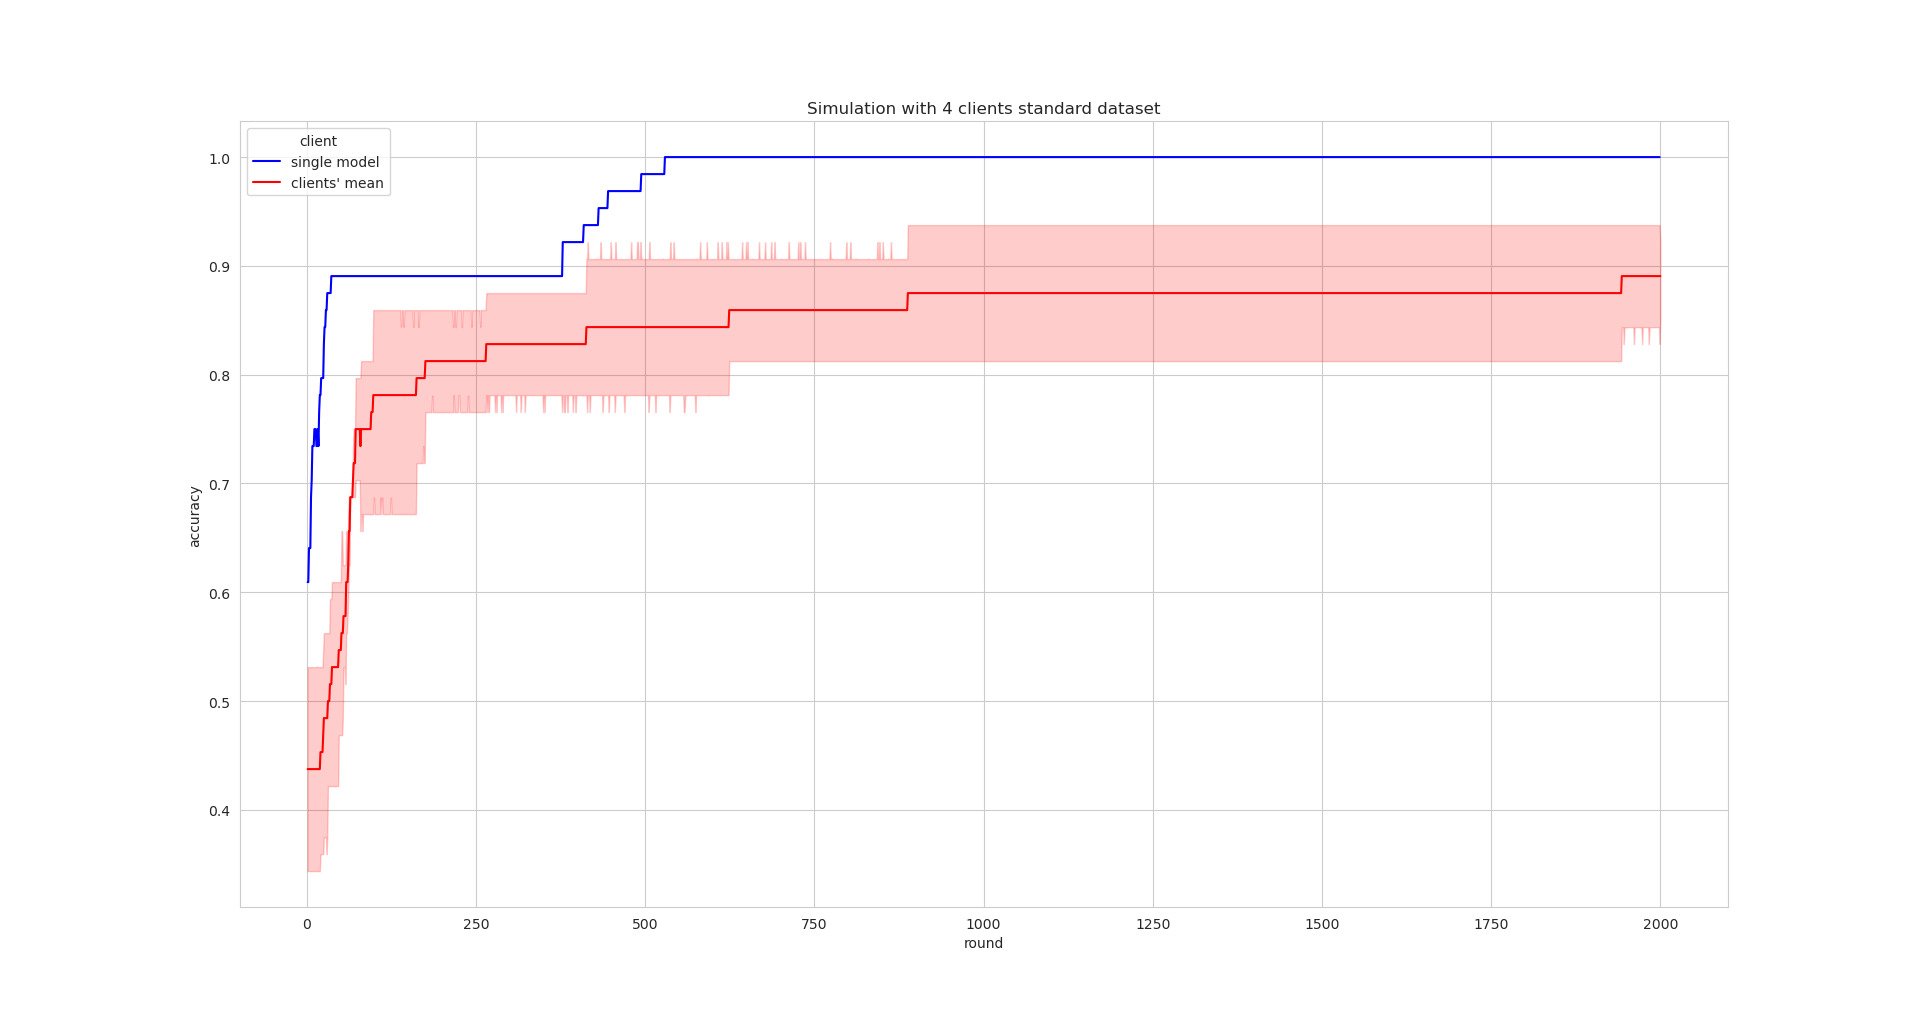 Simulation with 4 clients standard dataset
client
single model
clients' mean
1.0
0.9
0.8
0.7
0.6
0.5
0.4
accuracy
0 250 500 750 1000 1250 1500 1750 2000
round